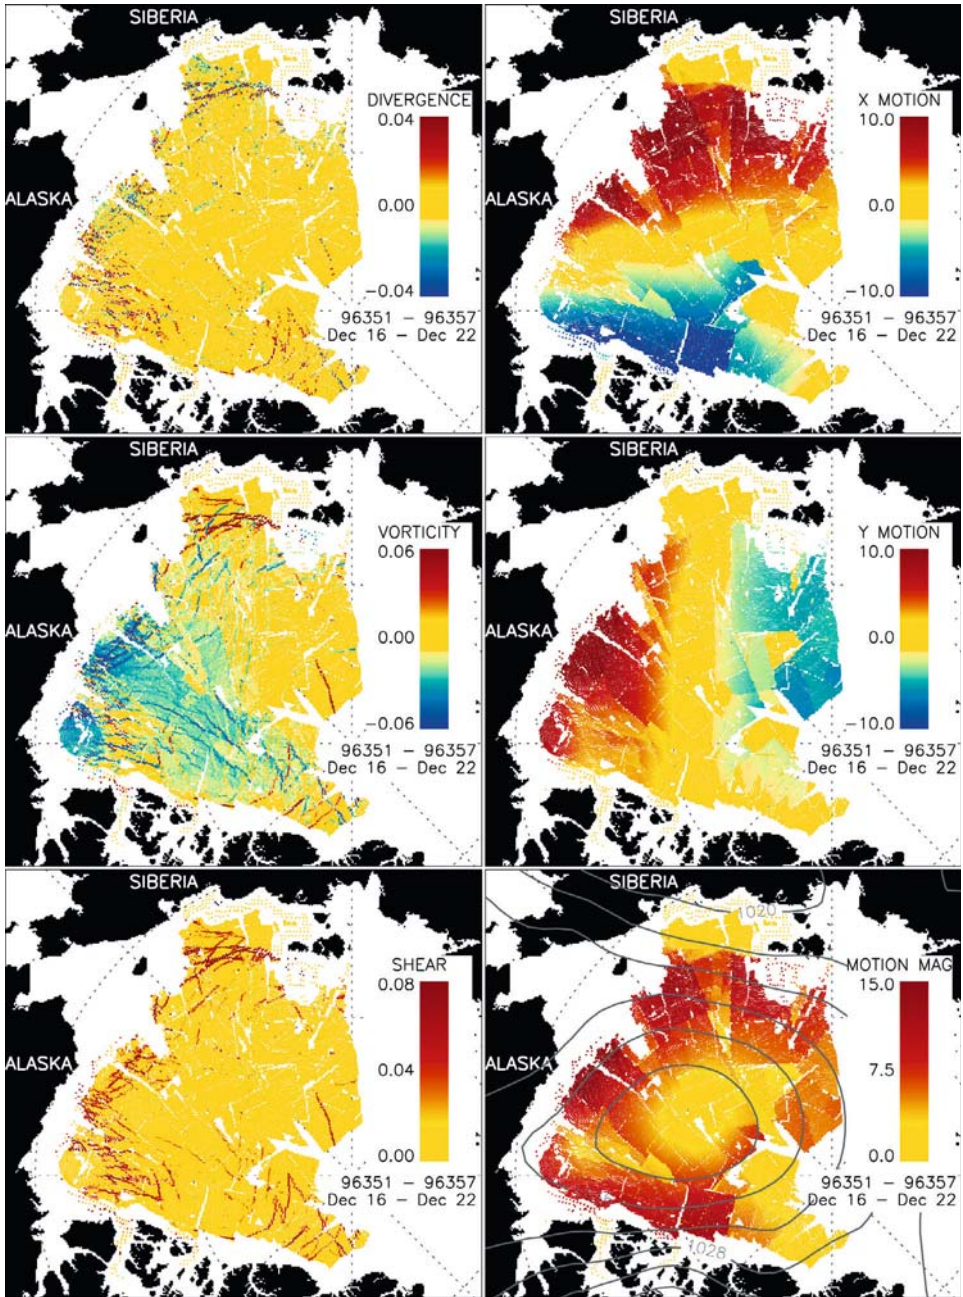 SIBERIA
DIVERGENCE
0.04
ALASKA
0.00
−0.04
96351 − 96357
Dec 16 − Dec 22
SIBERIA
X MOTION
10.0
ALASKA
0.0
−10.0
96351 − 96357
Dec 16 − Dec 22
SIBERIA
VORTICITY
0.06
ALASKA
0.00
−0.06
96351 − 96357
Dec 16 − Dec 22
SIBERIA
Y MOTION
10.0
ALASKA
0.0
−10.0
96351 − 96357
Dec 16 − Dec 22
SIBERIA
SHEAR
0.08
ALASKA
0.04
0.00
96351 − 96357
Dec 16 − Dec 22
SIBERIA
1020
MOTION MAG
15.0
ALASKA
7.5
0.0
96351 − 96357
Dec 16 − Dec 22
1028